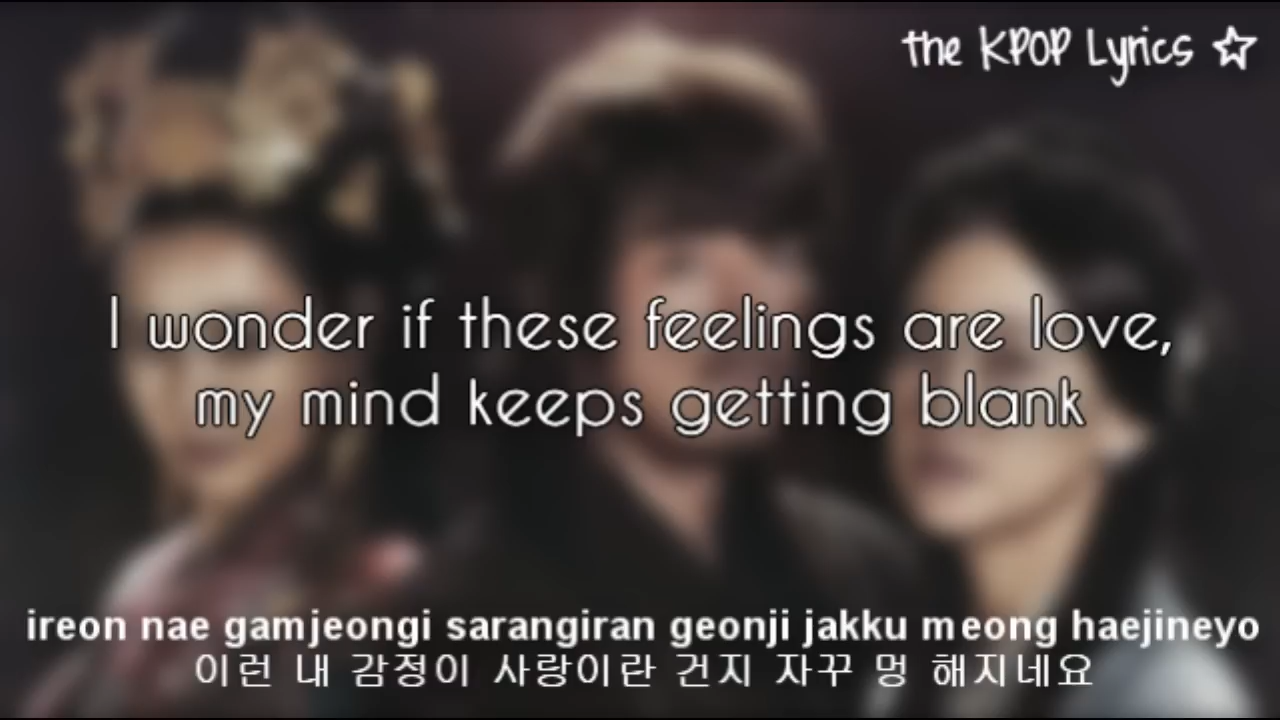 the KPOP Lyrics ☆
I wonder if these feelings are love,
my mind keeps getting blank
ireon nae gamjeongi sarangiran geonji jakku meong haejineyo
이런 내 감정이 사랑이란 건지 자꾸 멍 해지네요